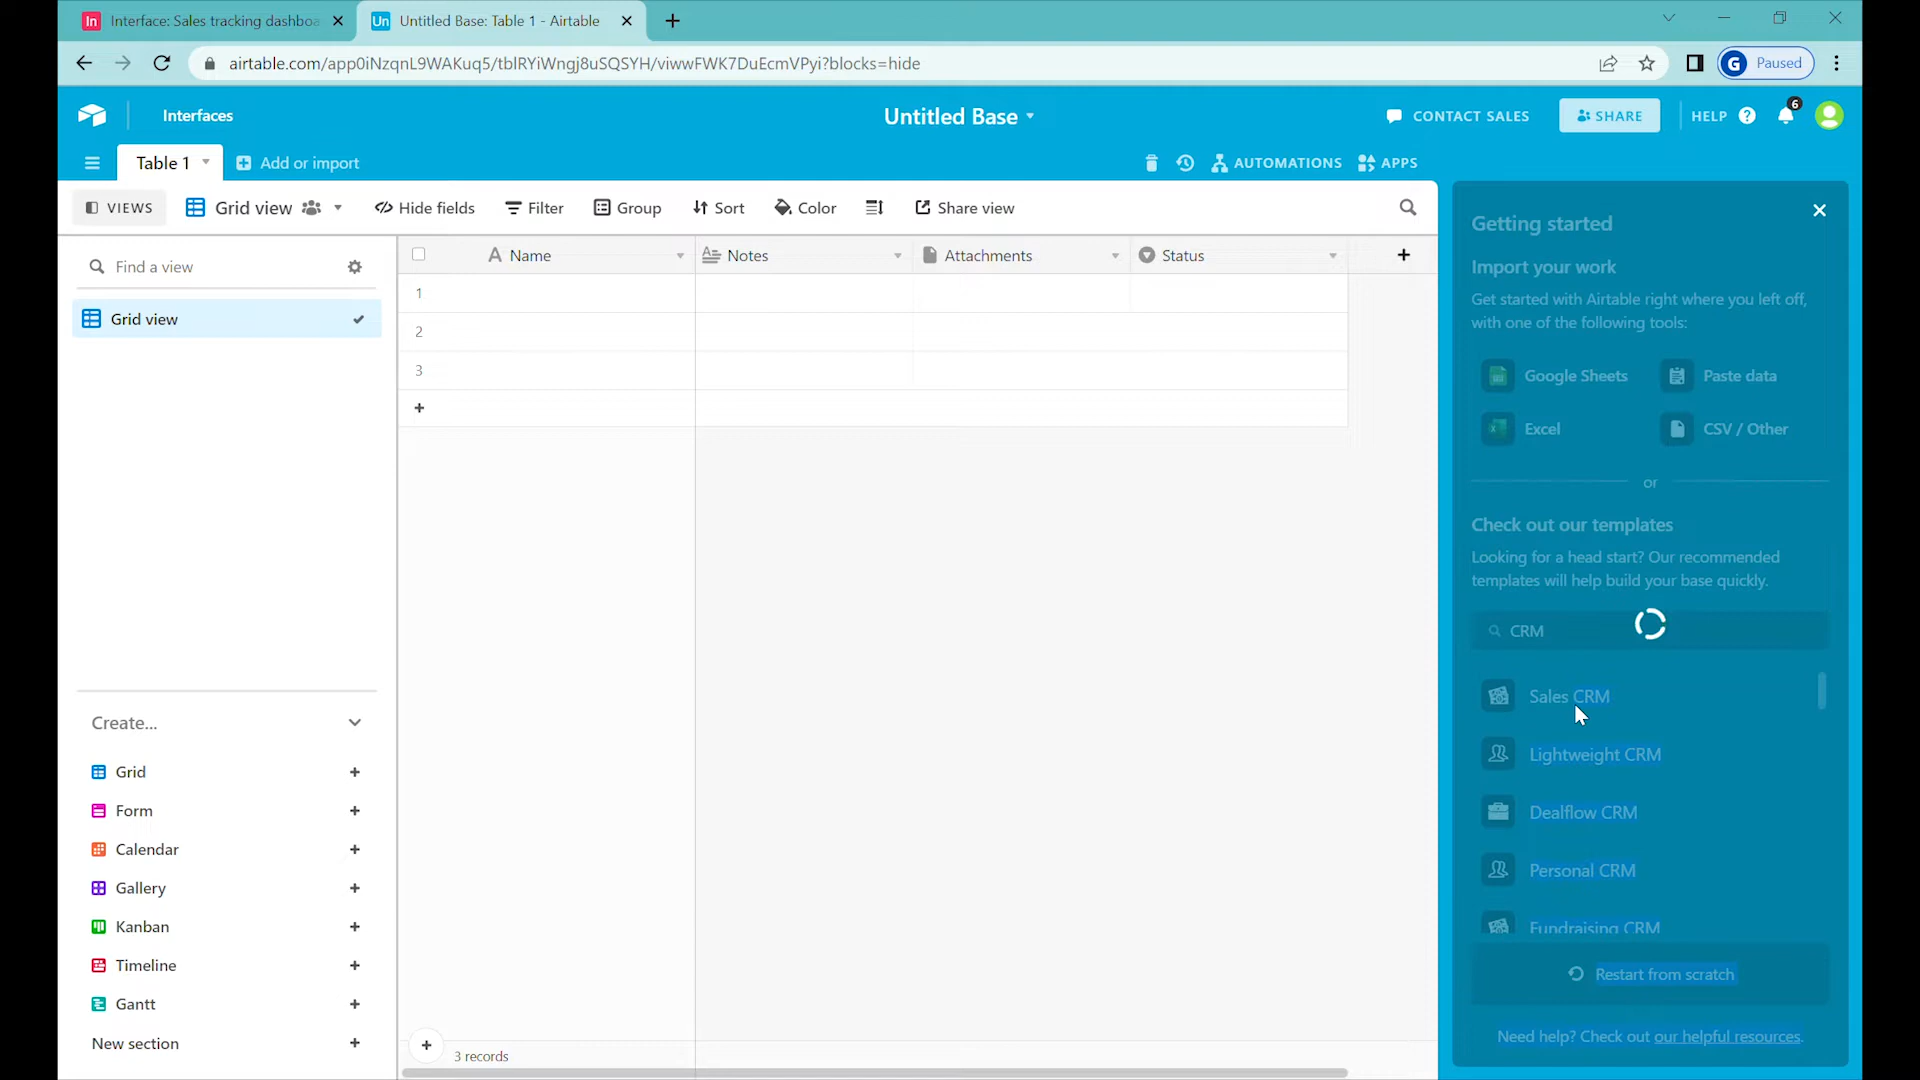 Interface: Sales tracking dashboa
Untitled Base: Table 1 - Airtable
airtable.com/app0iNzqnL9WAKuq5/tblRYiWngj8uSQSYH/viwwFWK7DuEcmVPyi?blocks=hide
G Paused
Interfaces
Untitled Base
CONTACT SALES
SHARE
HELP
6
Table 1
Add or import
AUTOMATIONS
APPS
VIEWS
Grid view
Hide fields
Filter
Group
Sort
Color
Share view
Find a view
Grid view
Name
Notes
Attachments
Status
1
2
3
3 records
Create...
Grid
Form
Calendar
Gallery
Kanban
Timeline
Gantt
New section
Getting started
Import your work
Get started with Airtable right where you left off,
with one of the following tools:
Google Sheets
Paste data
Excel
CSV / Other
or
Check out our templates
Looking for a head start? Our recommended
templates will help build your base quickly.
CRM
Sales CRM
Lightweight CRM
Dealflow CRM
Personal CRM
Fundraising CRM
Restart from scratch
Need help? Check out our helpful resources.